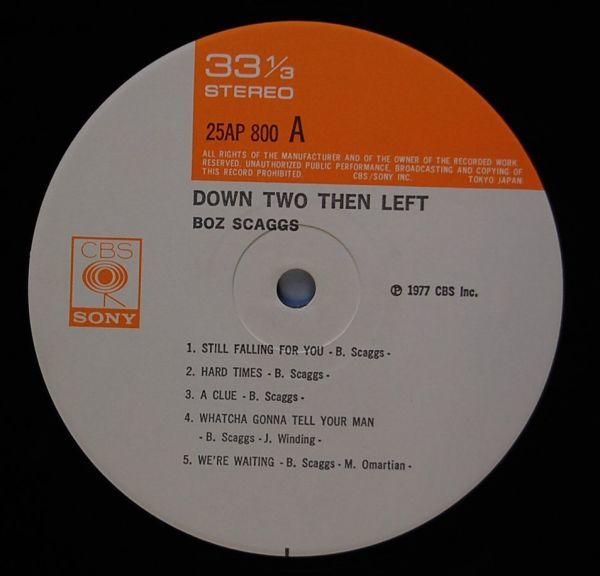 33 1/3
STEREO
25AP 800 A
ALL RIGHTS OF THE MANUFACTURER AND OF THE OWNER OF THE RECORDED WORK
RESERVED. UNAUTHORIZED PUBLIC PERFORMANCE, BROADCASTING AND COPYING OF
THIS RECORD PROHIBITED. CBS/SONY INC. TOKYO JAPAN
DOWN TWO THEN LEFT
BOZ SCAGGS
CBS
SONY
℗ 1977 CBS Inc.
1. STILL FALLING FOR YOU - B. Scaggs -
2. HARD TIMES - B. Scaggs -
3. A CLUE - B. Scaggs -
4. WHATCHA GONNA TELL YOUR MAN
- B. Scaggs - J. Winding -
5. WE'RE WAITING - B. Scaggs - M. Omartian -